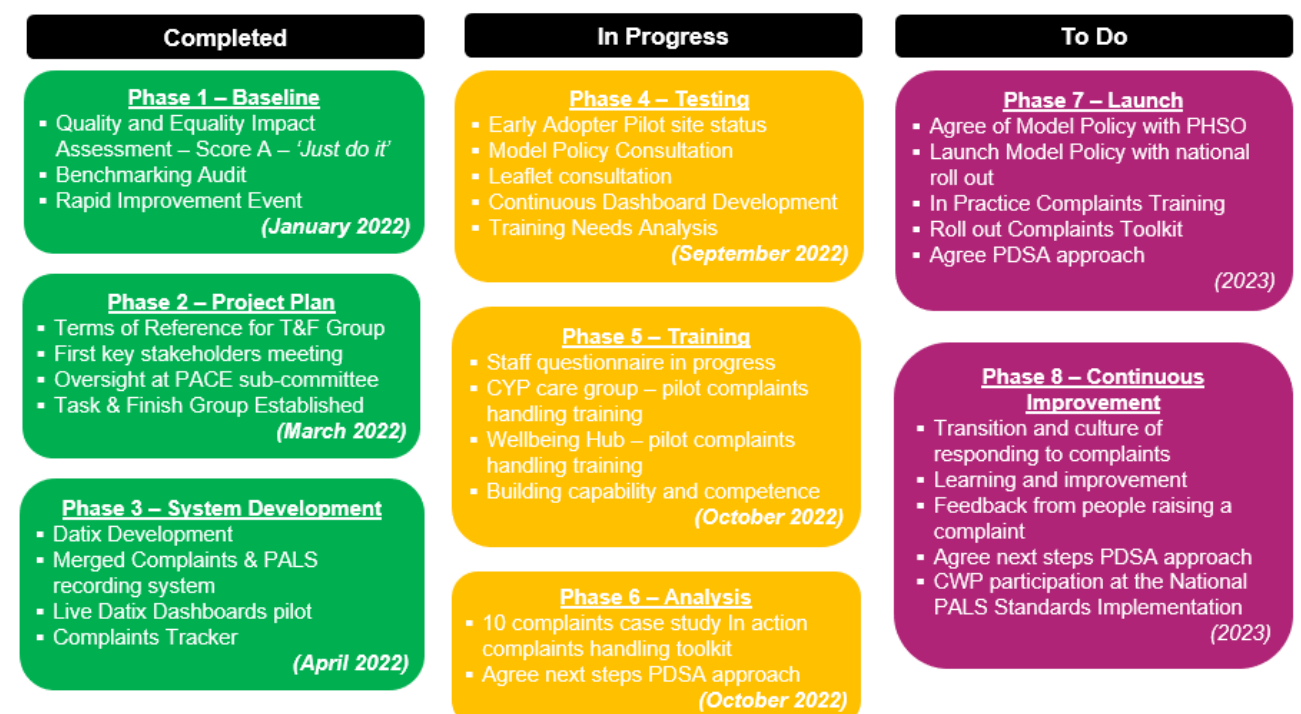 Completed
Phase 1 – Baseline
▪ Quality and Equality Impact
Assessment – Score A – ‘Just do it’
▪ Benchmarking Audit
▪ Rapid Improvement Event
(January 2022)
Phase 2 – Project Plan
▪ Terms of Reference for T&F Group
▪ First key stakeholders meeting
▪ Oversight at PACE sub-committee
▪ Task & Finish Group Established
(March 2022)
Phase 3 – System Development
▪ Datix Development
▪ Merged Complaints & PALS
recording system
▪ Live Datix Dashboards pilot
▪ Complaints Tracker
(April 2022)
In Progress
Phase 4 – Testing
▪ Early Adopter Pilot site status
▪ Model Policy Consultation
▪ Leaflet consultation
▪ Continuous Dashboard Development
▪ Training Needs Analysis
(September 2022)
Phase 5 – Training
▪ Staff questionnaire in progress
▪ CYP care group – pilot complaints
handling training
▪ Wellbeing Hub – pilot complaints
handling training
▪ Building capability and competence
(October 2022)
Phase 6 – Analysis
▪ 10 complaints case study In action
complaints handling toolkit
▪ Agree next steps PDSA approach
(October 2022)
To Do
Phase 7 – Launch
▪ Agree of Model Policy with PHSO
▪ Launch Model Policy with national
roll out
▪ In Practice Complaints Training
▪ Roll out Complaints Toolkit
▪ Agree PDSA approach
(2023)
Phase 8 – Continuous
Improvement
▪ Transition and culture of
responding to complaints
▪ Learning and improvement
▪ Feedback from people raising a
complaint
▪ Agree next steps PDSA approach
▪ CWP participation at the National
PALS Standards Implementation
(2023)